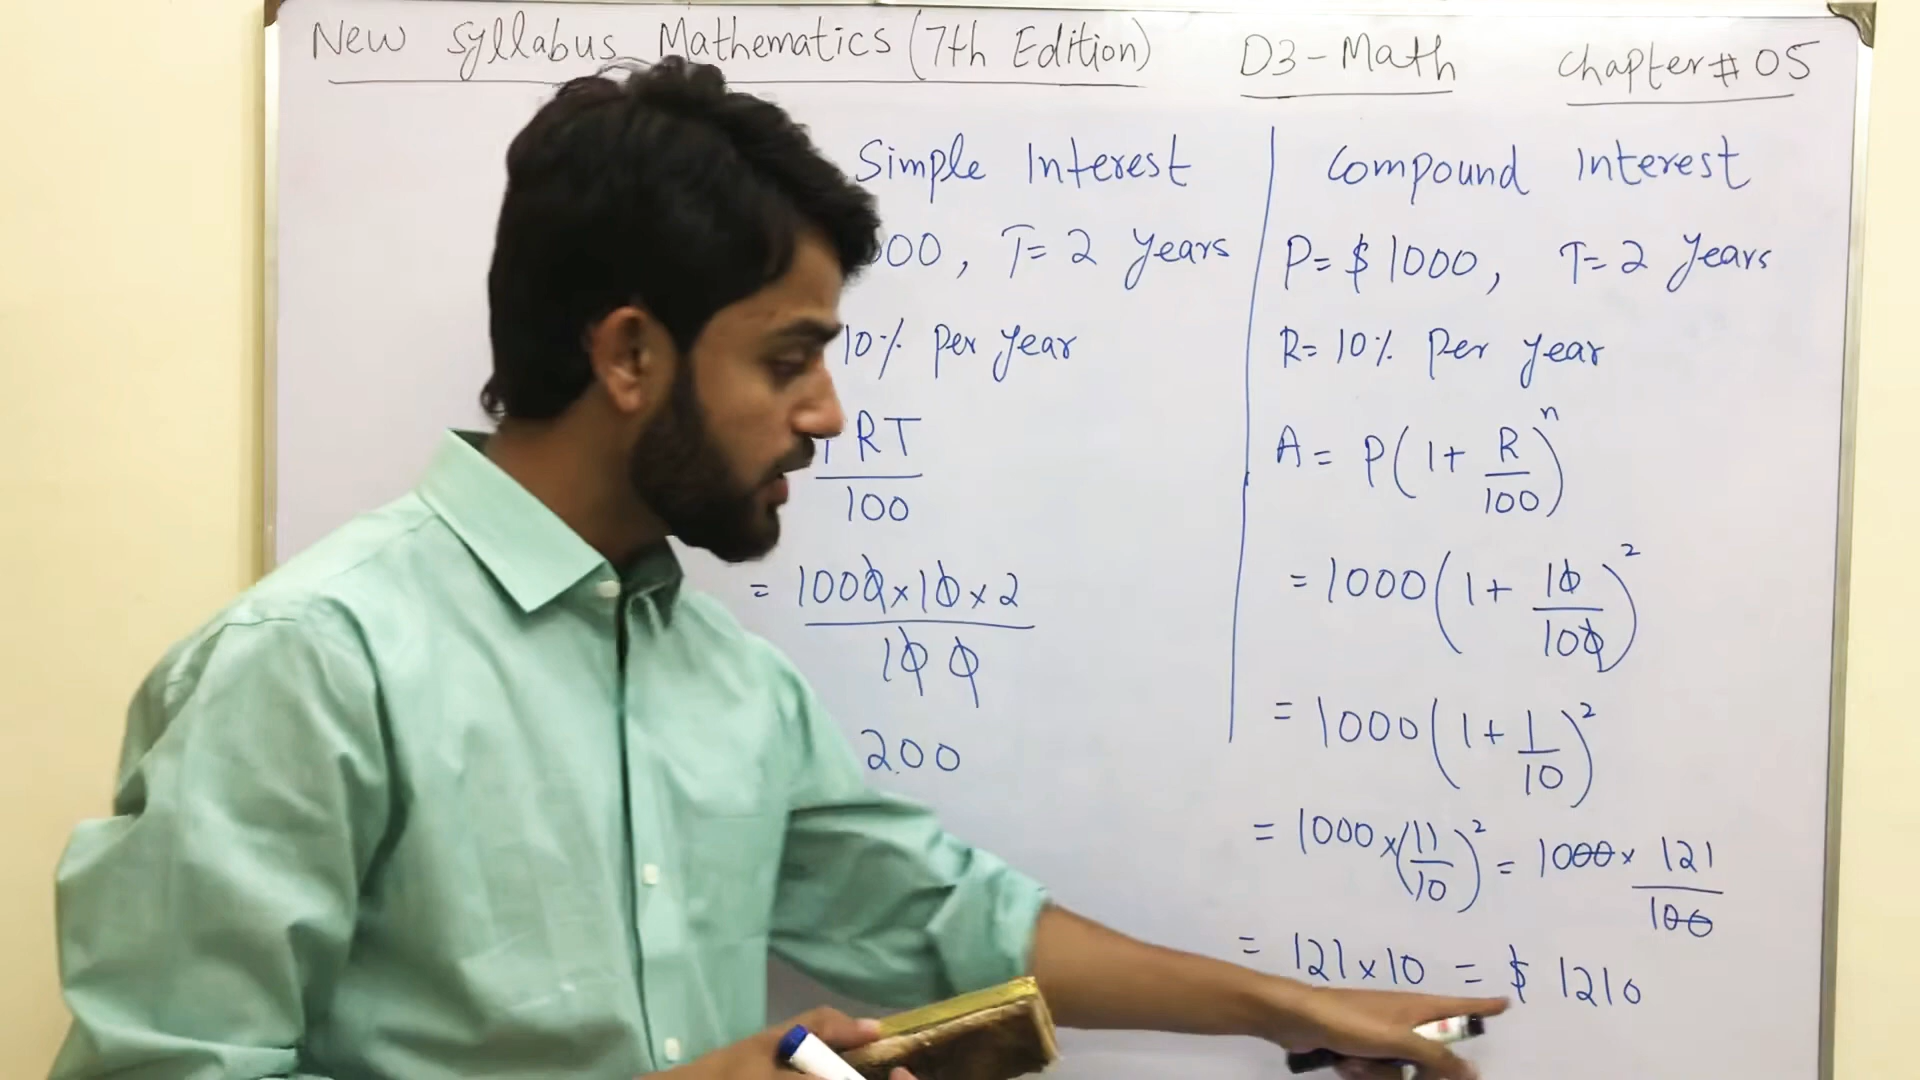 New Syllabus Mathematics (7th Edition) D3-Math Chapter # 05
Simple Interest
000, T= 2 Years
10% Per Year
PRT
100
= 1000 × 10 × 2
100
200
Compound Interest
P= $ 1000, T= 2 Years
R= 10% Per Year
A = P(1 + R/100)^n
= 1000(1 + 10/100)^2
= 1000(1 + 1/10)^2
= 1000 × (11/10)^2 = 1000 × 121/100
= 121 × 10 = $ 1210